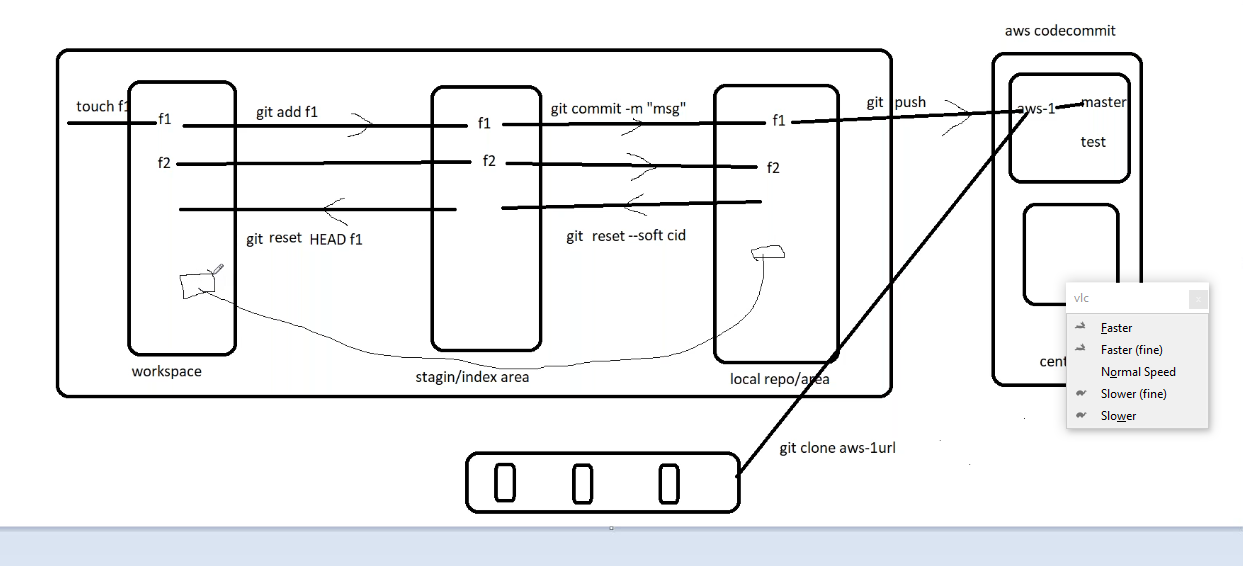 aws codecommit
touch f1
git add f1
git commit -m "msg"
git push
aws-1
master
f1
f1
f1
test
f2
f2
f2
git reset HEAD f1
git reset --soft cid
vlc
Faster
Faster (fine)
Normal Speed
Slower (fine)
Slower
cent
workspace
stagin/index area
local repo/area
git clone aws-1url